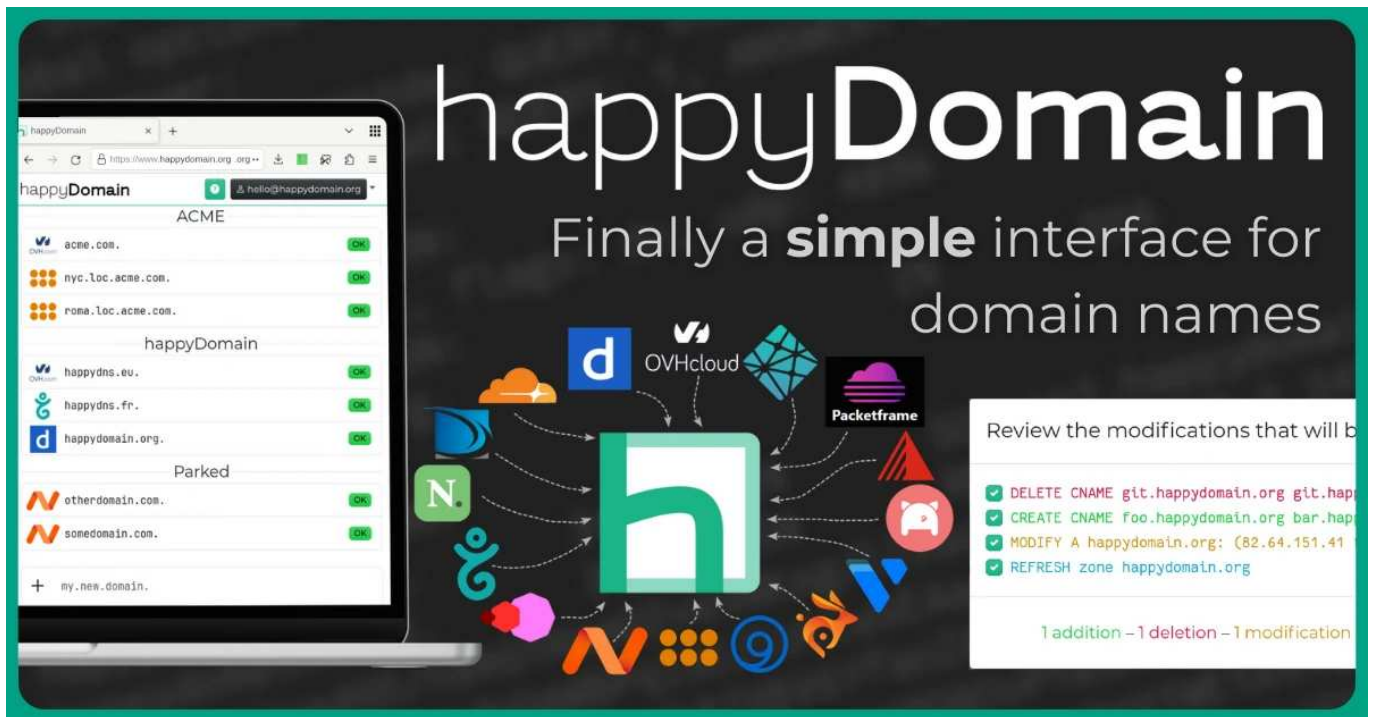 happyDomain
Finally a simple interface for
domain names
happyDomain × +
https://www.happydomain.org
happyDomain
hello@happydomain.org
ACME
OVHcloud acme.com. OK
nyc.loc.acme.com. OK
roma.loc.acme.com. OK
happyDomain
OVHcloud happydns.eu. OK
happydns.fr. OK
d happydomain.org. OK
Parked
otherdomain.com. OK
somedomain.com. OK
+ my.new.domain.
d
OVHcloud
Packetframe
N.
h
Review the modifications that will b
DELETE CNAME git.happydomain.org git.hap
CREATE CNAME foo.happydomain.org bar.hap
MODIFY A happydomain.org: (82.64.151.41
REFRESH zone happydomain.org
1 addition – 1 deletion – 1 modification